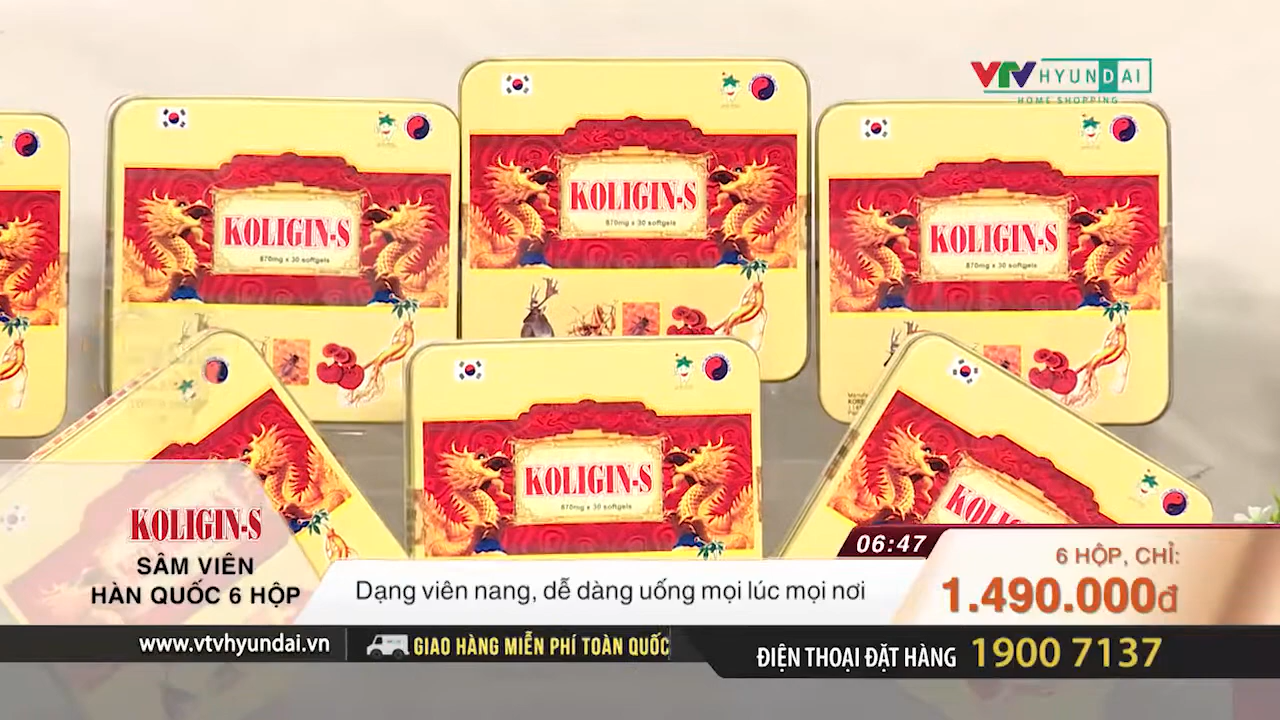 VTV HYUNDAI
HOME SHOPPING
KOLIGIN-S
870mg x 30 softgels
KOLIGIN-S
870mg x 30 softgels
KOLIGIN-S
870mg x 30 softgels
KOLIGIN-S
870mg x 30 softgels
KOLIGIN-S
SÂM VIÊN
HÀN QUỐC 6 HỘP
Dạng viên nang, dễ dàng uống mọi lúc mọi nơi
06:47
6 HỘP, CHỈ:
1.490.000đ
www.vtvhyundai.vn
GIAO HÀNG MIỄN PHÍ TOÀN QUỐC
ĐIỆN THOẠI ĐẶT HÀNG 1900 7137